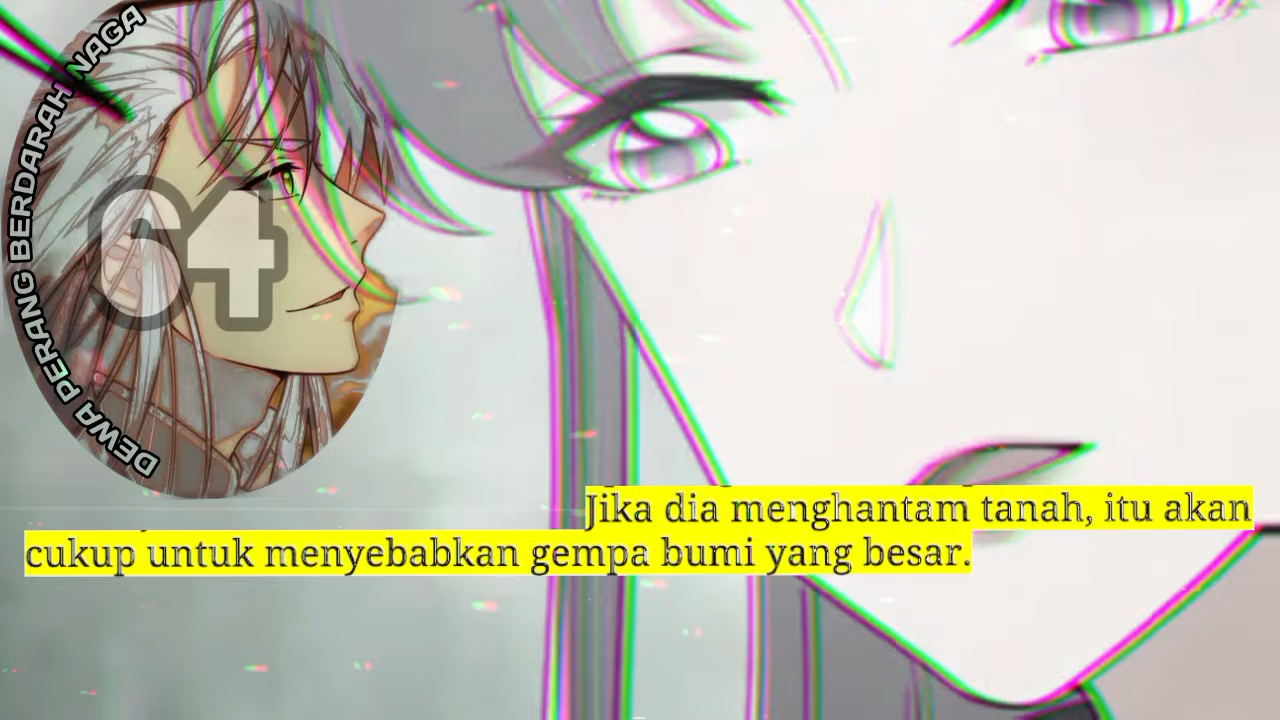 DEWA PERANG BERDARAH NAGA
64
Jika dia menghantam tanah, itu akan
cukup untuk menyebabkan gempa bumi yang besar.